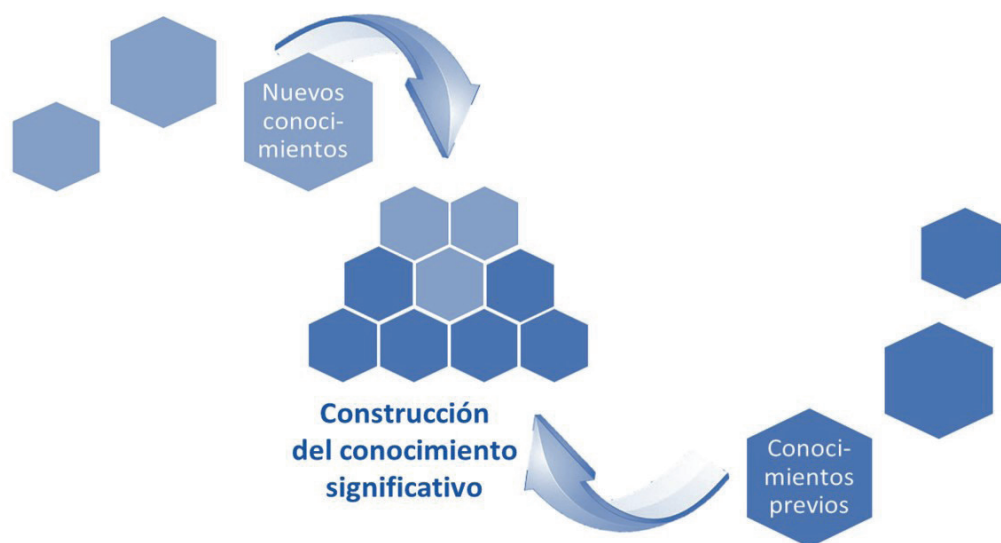 Nuevos
conoci-
mientos
Construcción
del conocimiento
significativo
Conoci-
mientos
previos